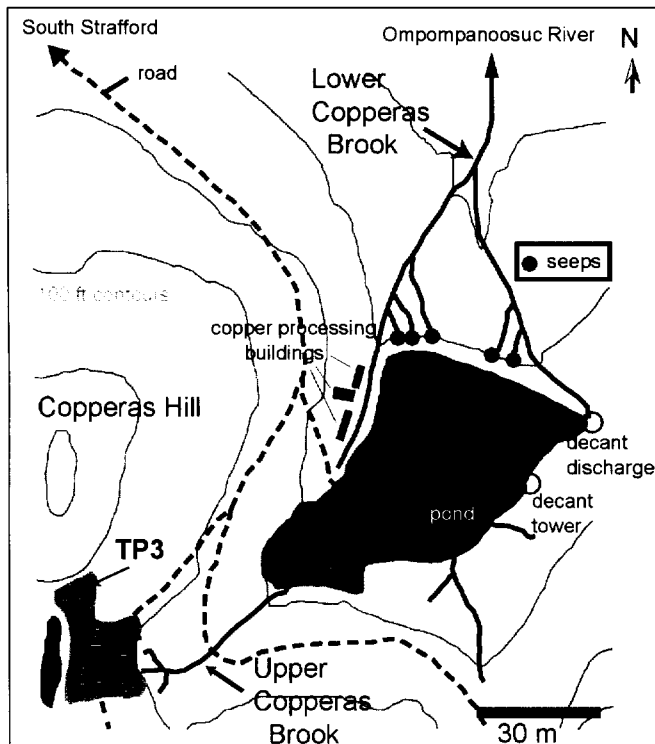 South Strafford
road
Ompompanoosuc River
N
Lower
Copperas
Brook
seeps
100 ft contours
copper processing
buildings
Copperas Hill
decant
discharge
pond
decant
tower
TP3
Upper
Copperas
Brook
30 m